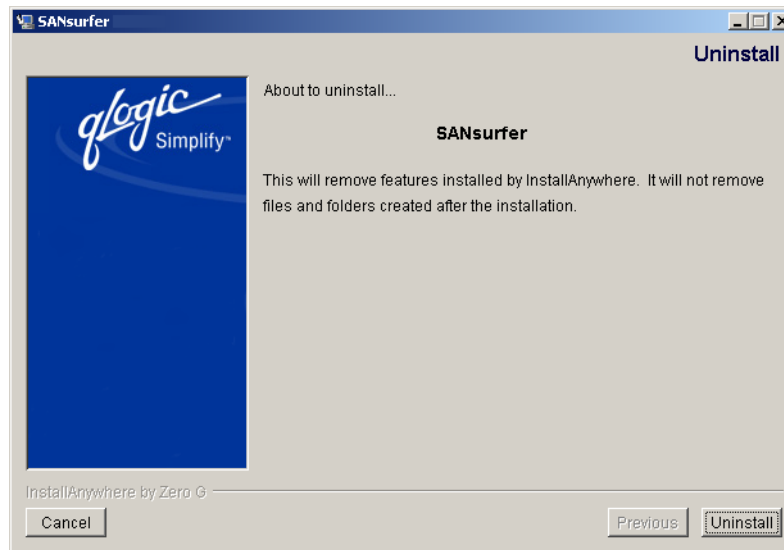 SANsurfer
Uninstall
qlogic
Simplify™
About to uninstall...
SANsurfer
This will remove features installed by InstallAnywhere. It will not remove
files and folders created after the installation.
InstallAnywhere by Zero G
Cancel
Previous
Uninstall